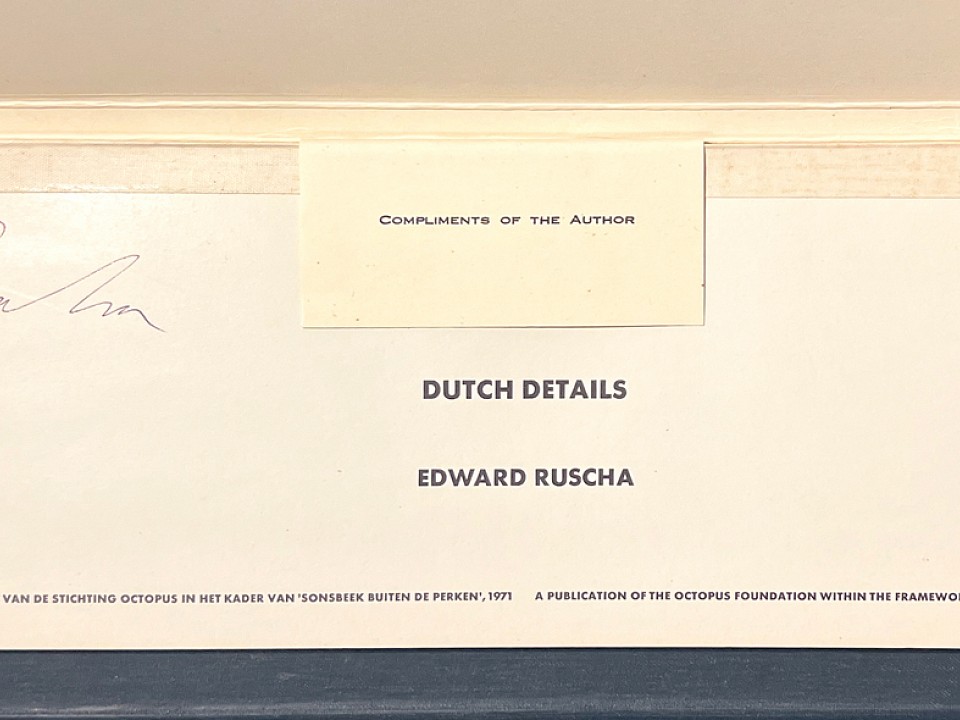 COMPLIMENTS OF THE AUTHOR
DUTCH DETAILS
EDWARD RUSCHA
VAN DE STICHTING OCTOPUS IN HET KADER VAN 'SONSBEEK BUITEN DE PERKEN', 1971 A PUBLICATION OF THE OCTOPUS FOUNDATION WITHIN THE